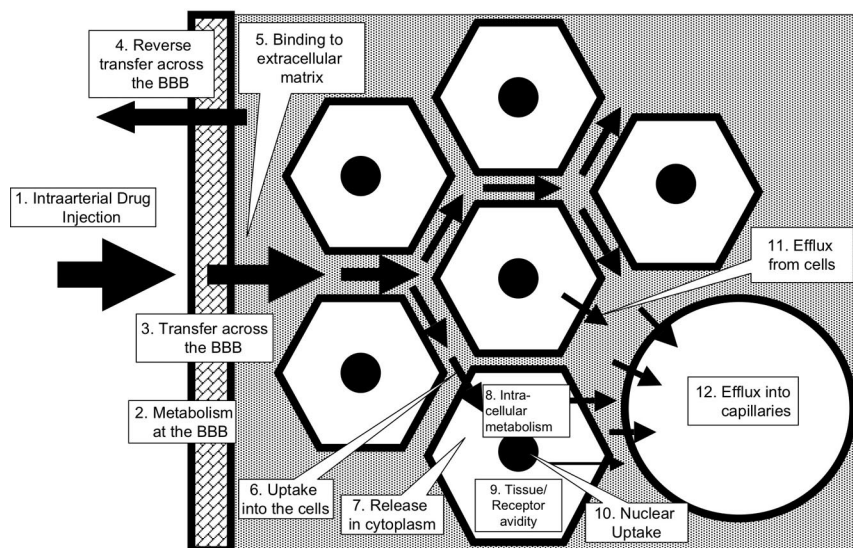 4. Reverse
transfer across
the BBB
5. Binding to
extracellular
matrix
1. Intraarterial Drug
Injection
11. Efflux
from cells
3. Transfer across
the BBB
2. Metabolism
at the BBB
8. Intra-
cellular
metabolism
12. Efflux into
capillaries
6. Uptake
into the cells
7. Release
in cytoplasm
9. Tissue/
Receptor
avidity
10. Nuclear
Uptake